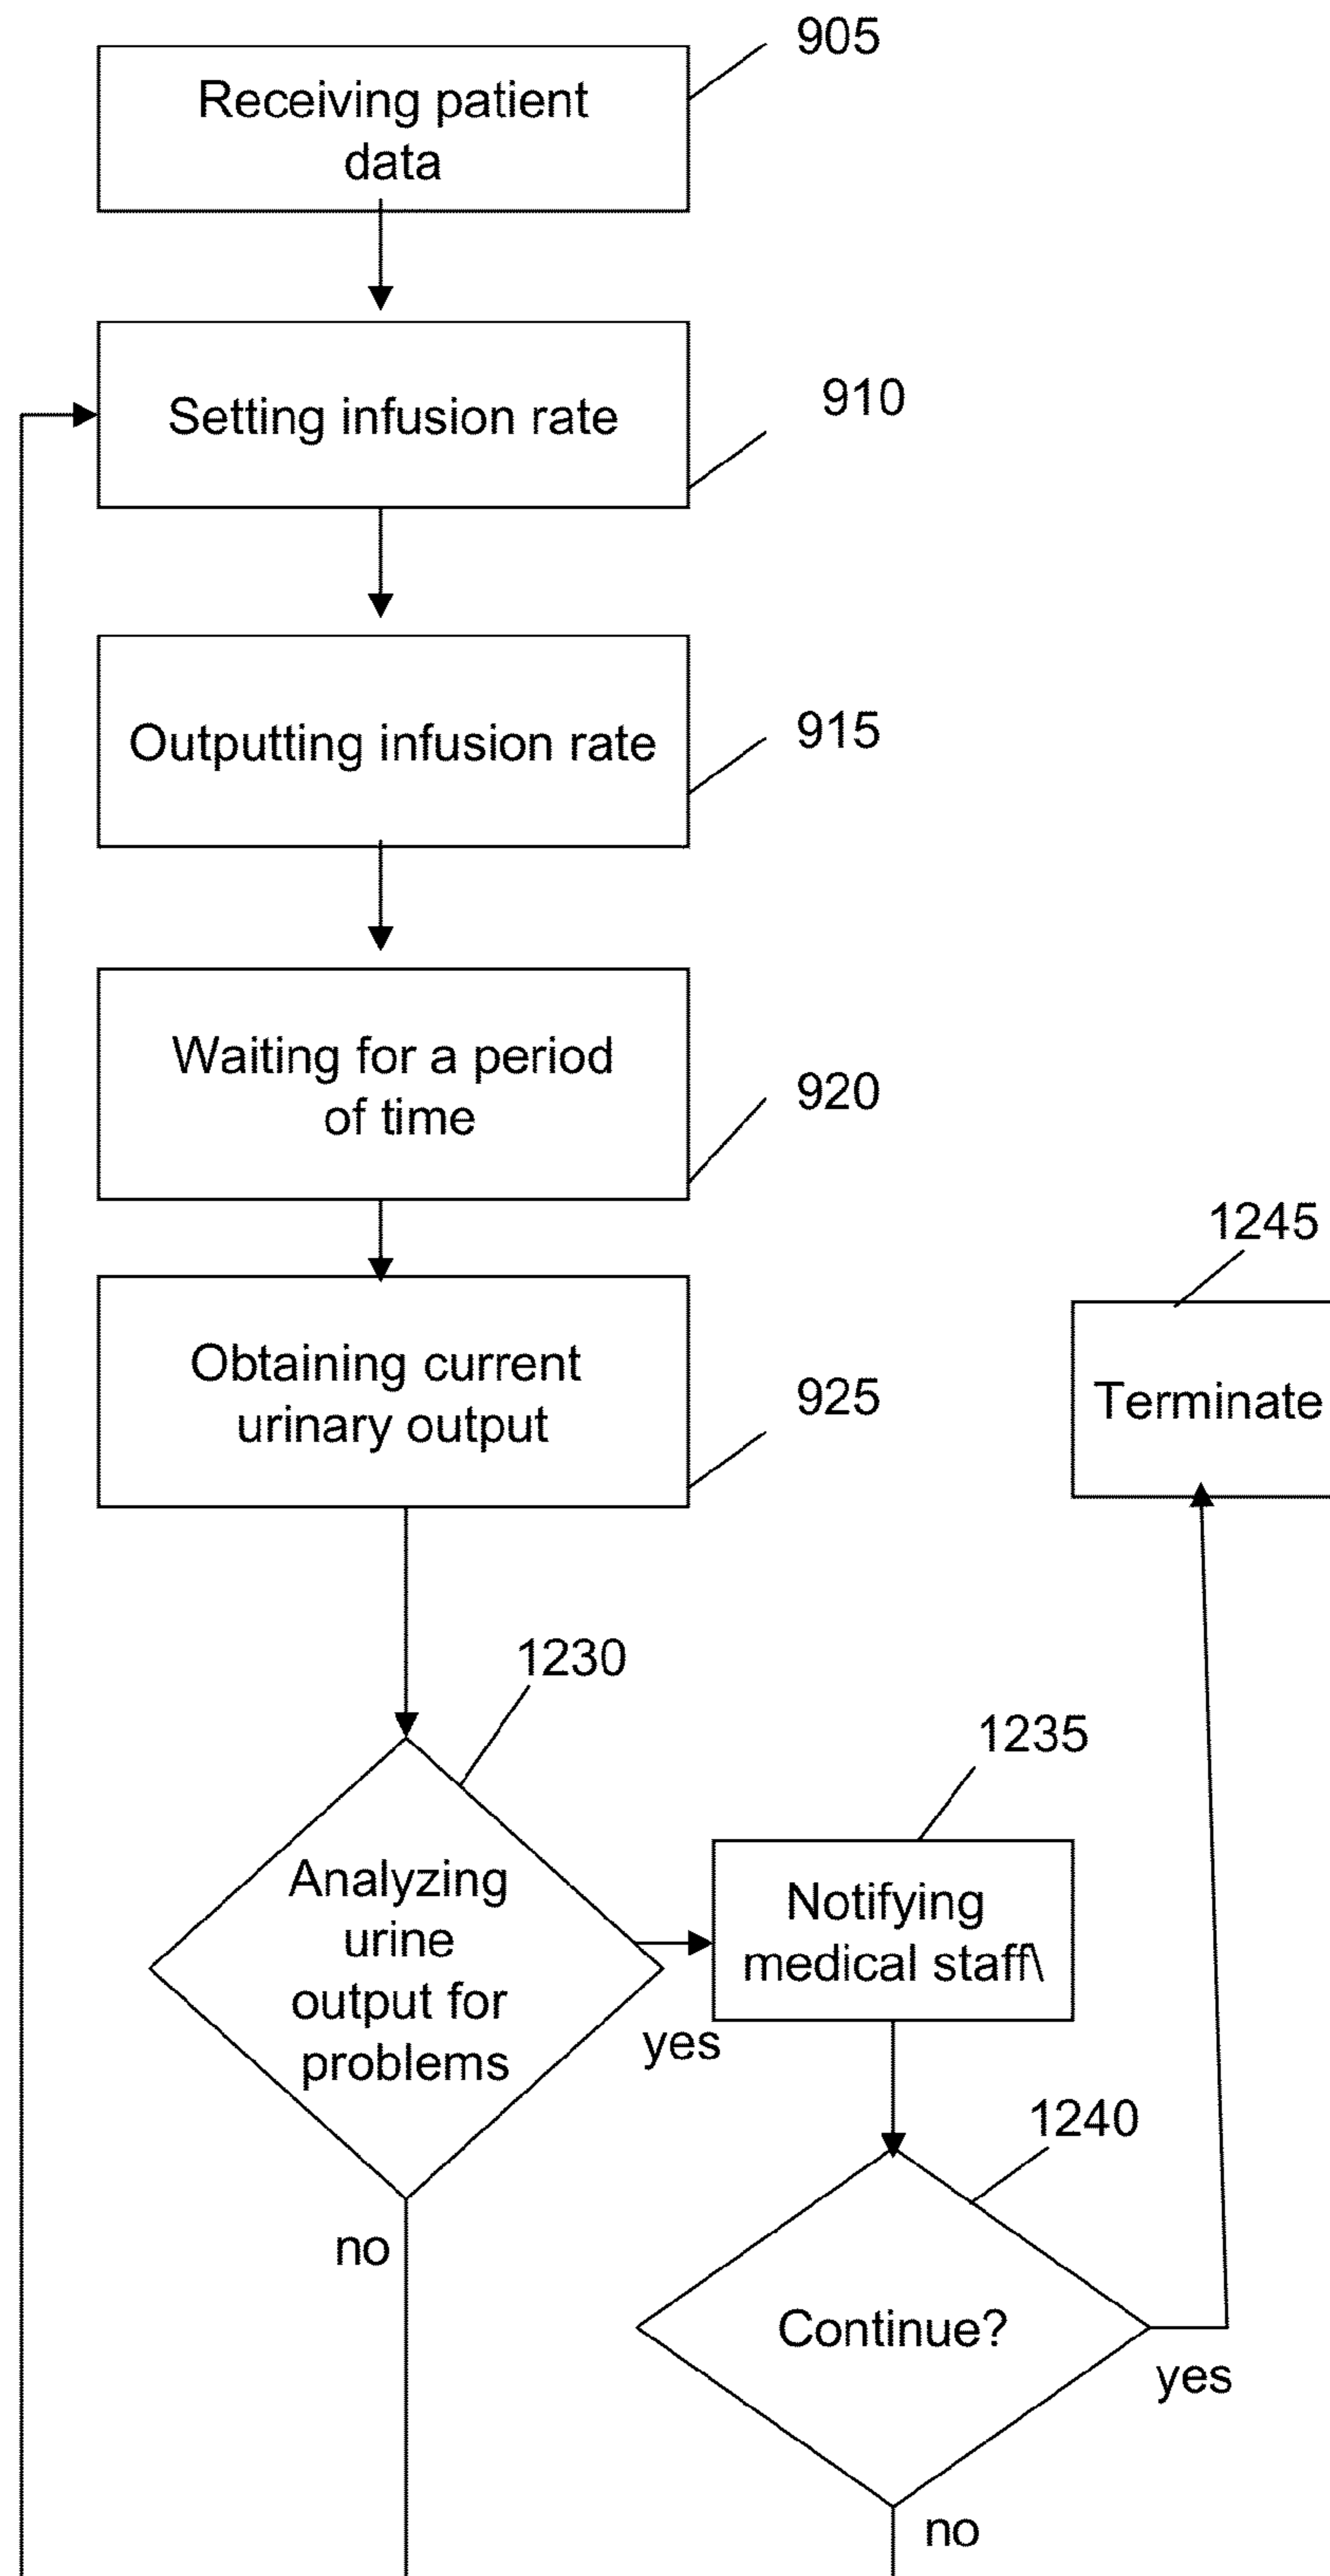 905
Receiving patient
data
910
Setting infusion rate
915
Outputting infusion rate
Waiting for a period
of time
920
1245
Obtaining current
urinary output
925
Terminate
1230
1235
Analyzing
urine
output for
problems
Notifying
medical staff\
yes
1240
no
Continue?
yes
no